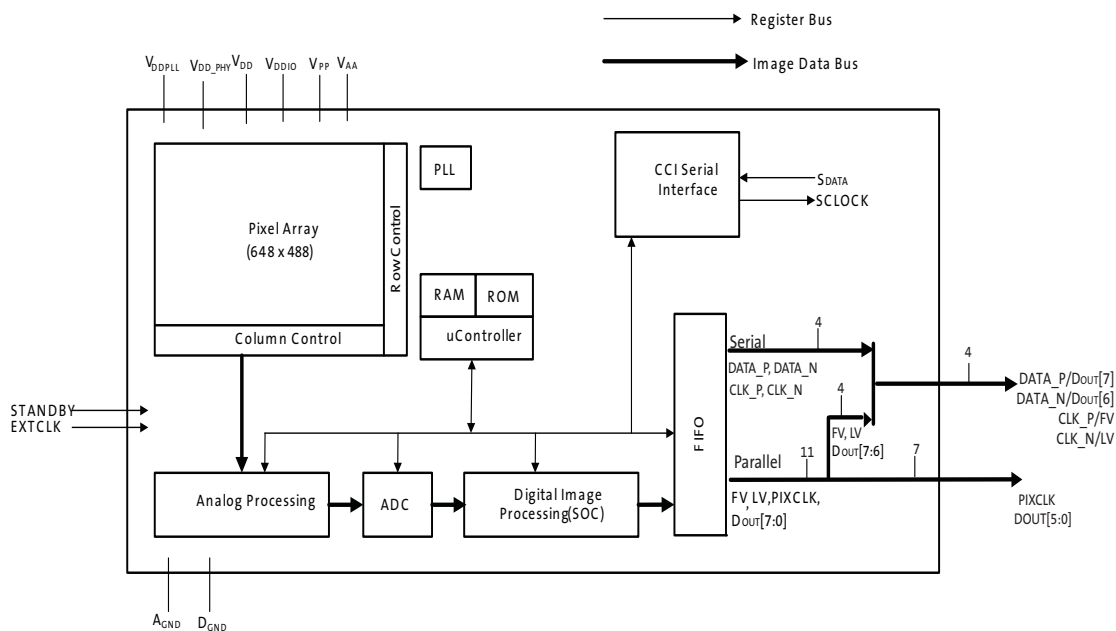 Register Bus
Image Data Bus
VDDPLL VDD_PHY VDD VDDIO VPP VAA
Pixel Array
(648 x 488)
Row Control
Column Control
PLL
CCI Serial
Interface
SDATA
SCLOCK
RAM ROM
uController
STANDBY
EXTCLK
FIFO
Serial
4
DATA_P, DATA_N
CLK_P, CLK_N
4
FV, LV
DOUT[7:6]
4
DATA_P/DOUT[7]
DATA_N/DOUT[6]
CLK_P/FV
CLK_N/LV
Parallel
11
7
FV, LV,PIXCLK,
DOUT[7:0]
PIXCLK
DOUT[5:0]
Analog Processing
ADC
Digital Image
Processing(SOC)
AGND DGND